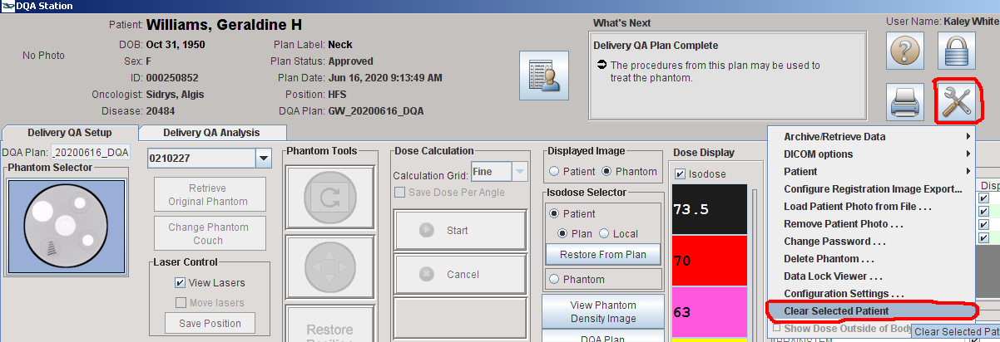 DQA Station
Patient: Williams, Geraldine H
DOB: Oct 31, 1950
Sex: F
ID: 000250852
Oncologist: Sidrys, Algis
Disease: 20484
No Photo
Plan Label: Neck
Plan Status: Approved
Plan Date: Jun 16, 2020 9:13:49 AM
Position: HFS
DQA Plan: GW_20200616_DQA
What's Next
Delivery QA Plan Complete
The procedures from this plan may be used to
treat the phantom.
User Name: Kaley White
Delivery QA Setup
Delivery QA Analysis
DQA Plan: _20200616_DQA
Phantom Selector
0210227
Retrieve
Original Phantom
Change Phantom
Couch
Laser Control
View Lasers
Move lasers
Save Position
Phantom Tools
Restore
Dose Calculation
Calculation Grid: Fine
Save Dose Per Angle
Start
Cancel
Displayed Image
Patient Phantom
Isodose Selector
Patient
Plan Local
Restore From Plan
Phantom
View Phantom
Density Image
DQA Plan
Dose Display
Isodose
73.5
70
63
Archive/Retrieve Data
DICOM options
Patient
Configure Registration Image Export...
Load Patient Photo from File . . .
Remove Patient Photo . . .
Change Password . . .
Delete Phantom . . .
Data Lock Viewer . . .
Configuration Settings . . .
Clear Selected Patient
Show Dose Outside of Body
Clear Selected Pat
Disp